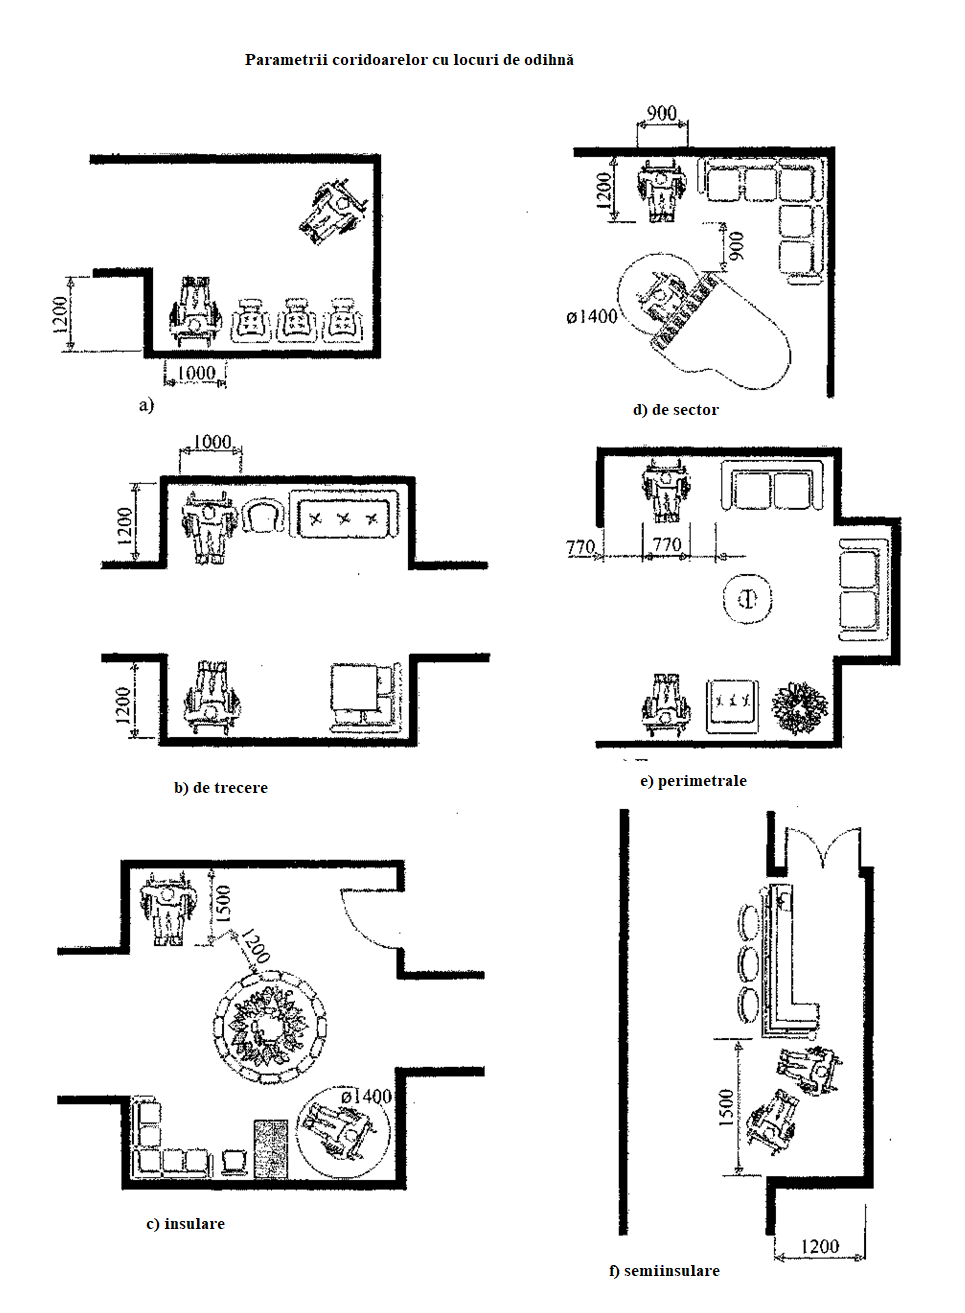 Parametrii coridoarelor cu locuri de odihnă
1200
1000
a)
900
1200
900
ø1400
d) de sector
1000
1200
1200
b) de trecere
770
770
e) perimetrale
1500
1200
ø1400
c) insulare
1500
1200
f) semiinsulare